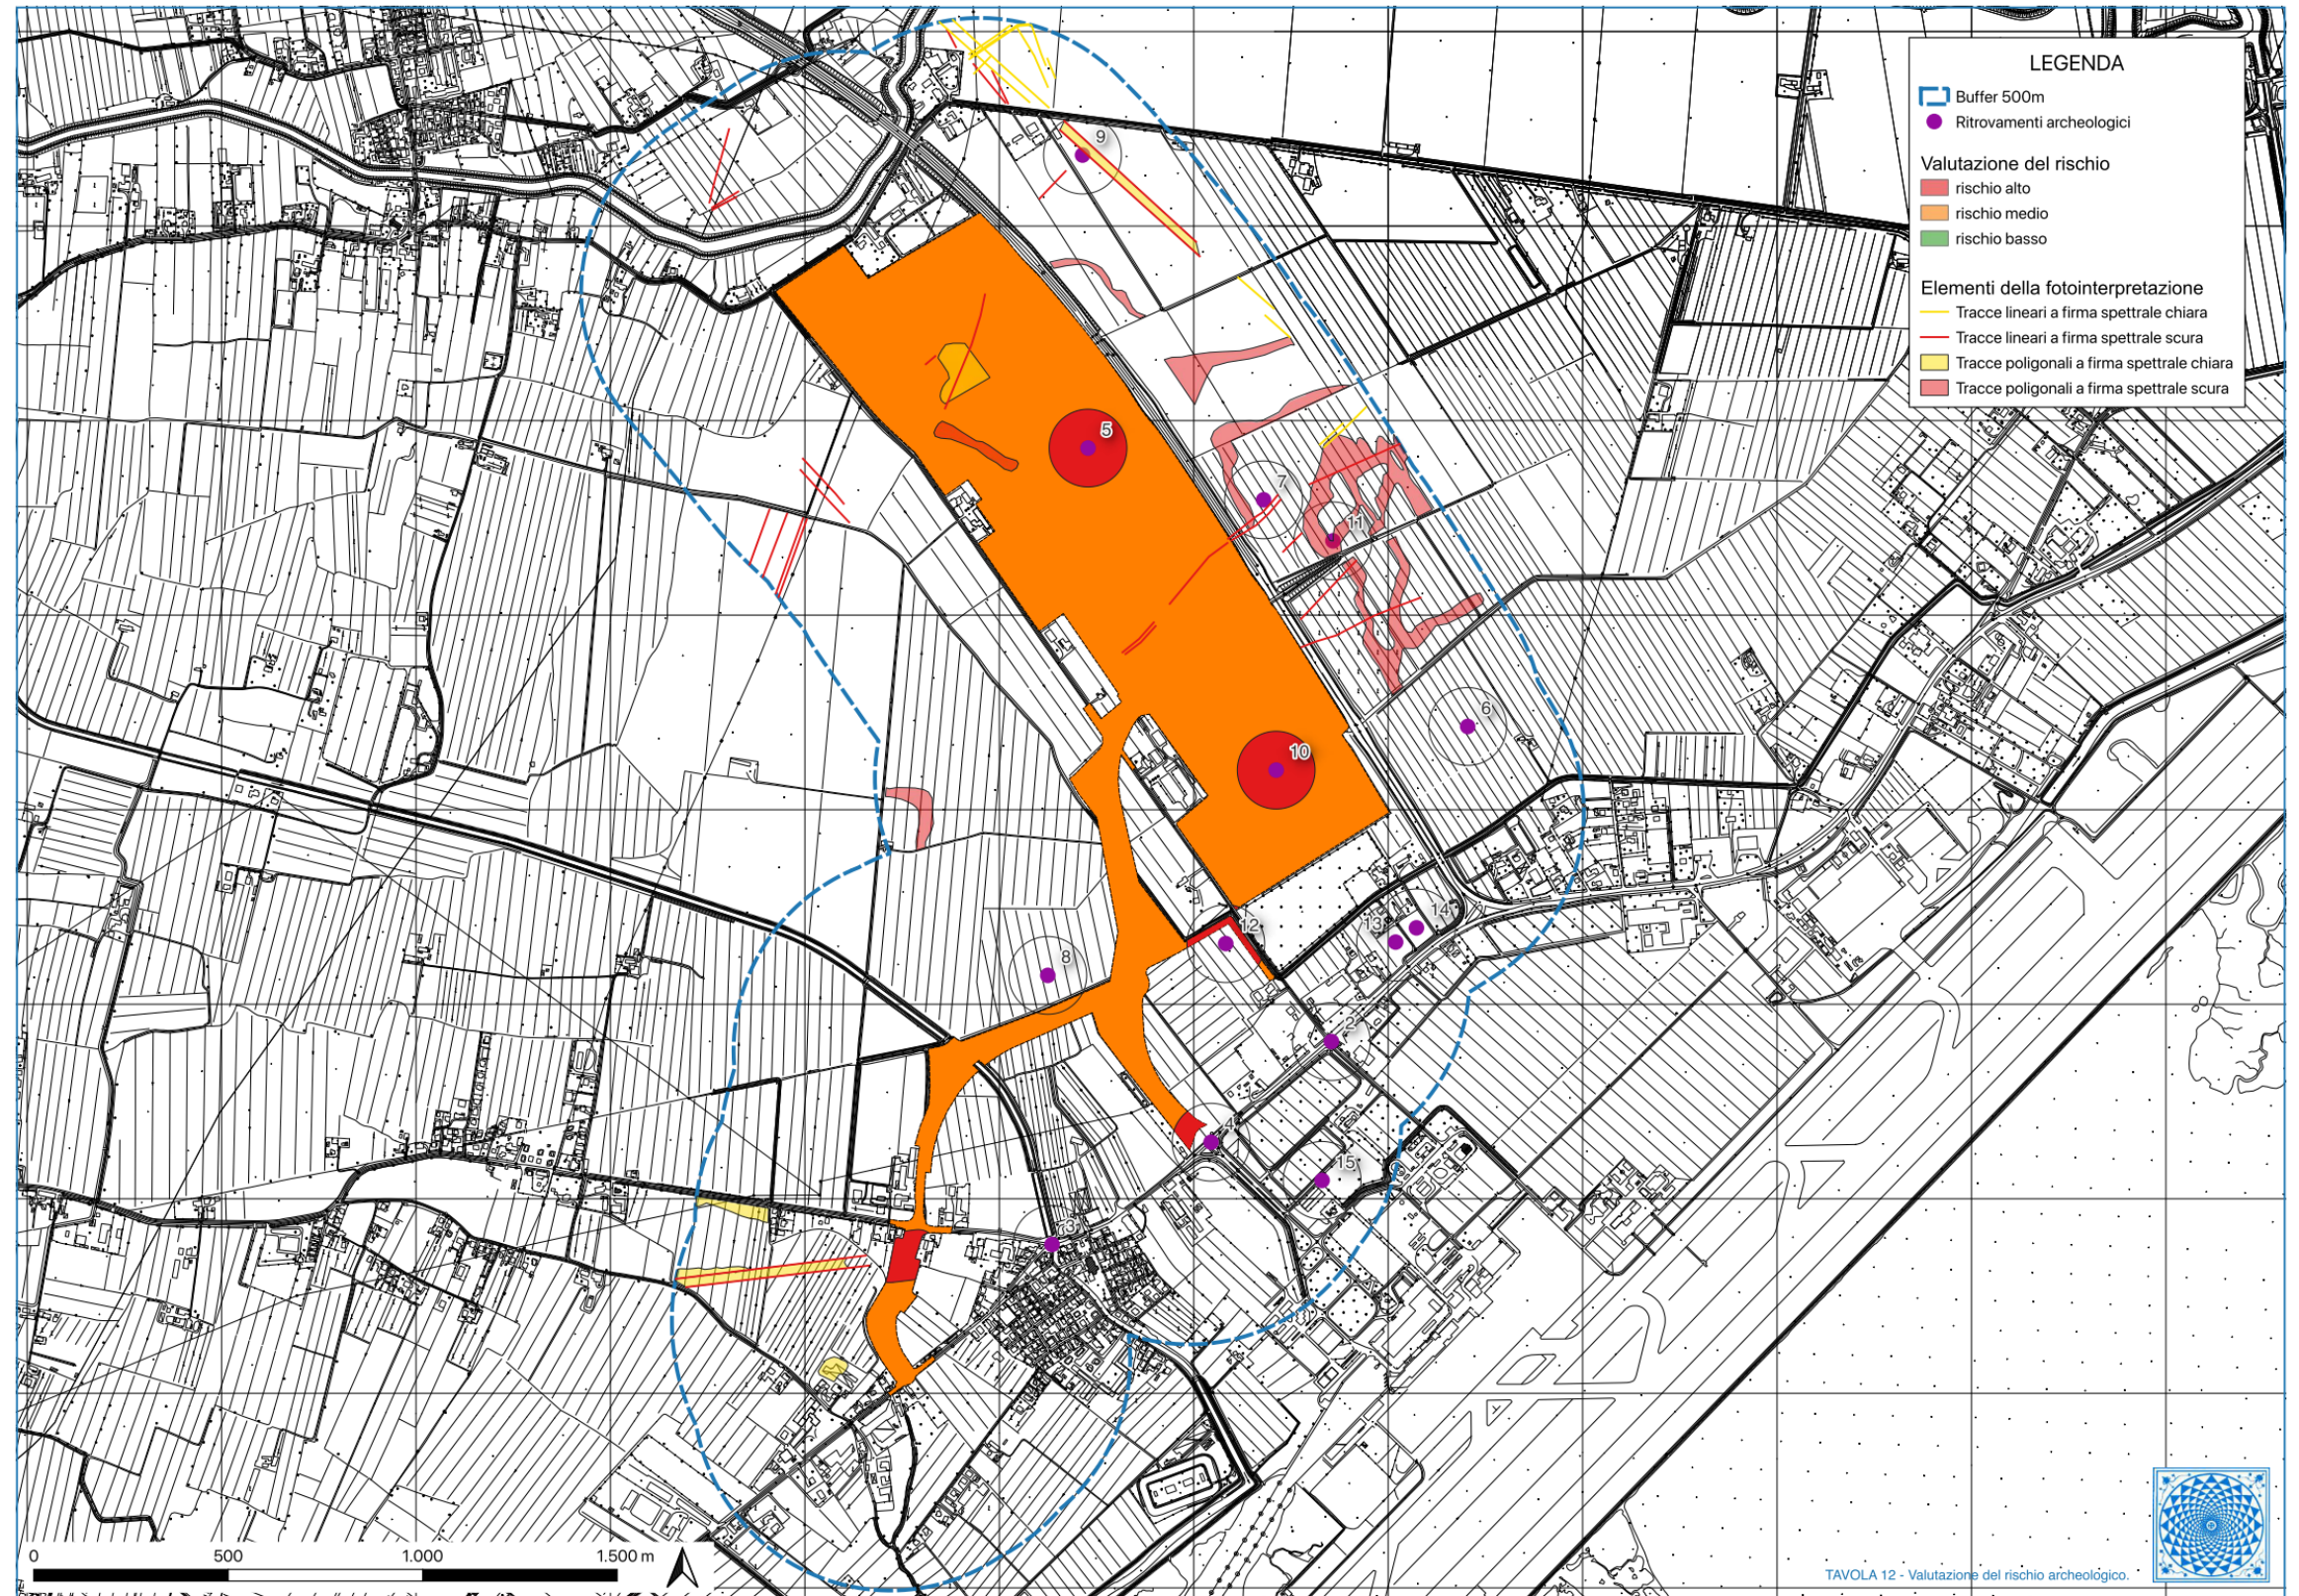 LEGENDA
Buffer 500m
Ritrovamenti archeologici
Valutazione del rischio
rischio alto
rischio medio
rischio basso
Elementi della fotointerpretazione
Tracce lineari a firma spettrale chiara
Tracce lineari a firma spettrale scura
Tracce poligonali a firma spettrale chiara
Tracce poligonali a firma spettrale scura
9
5
7
11
6
10
14
12
13
8
2
4
15
3
0 500 1.000 1.500 m
TAVOLA 12 - Valutazione del rischio archeologico.